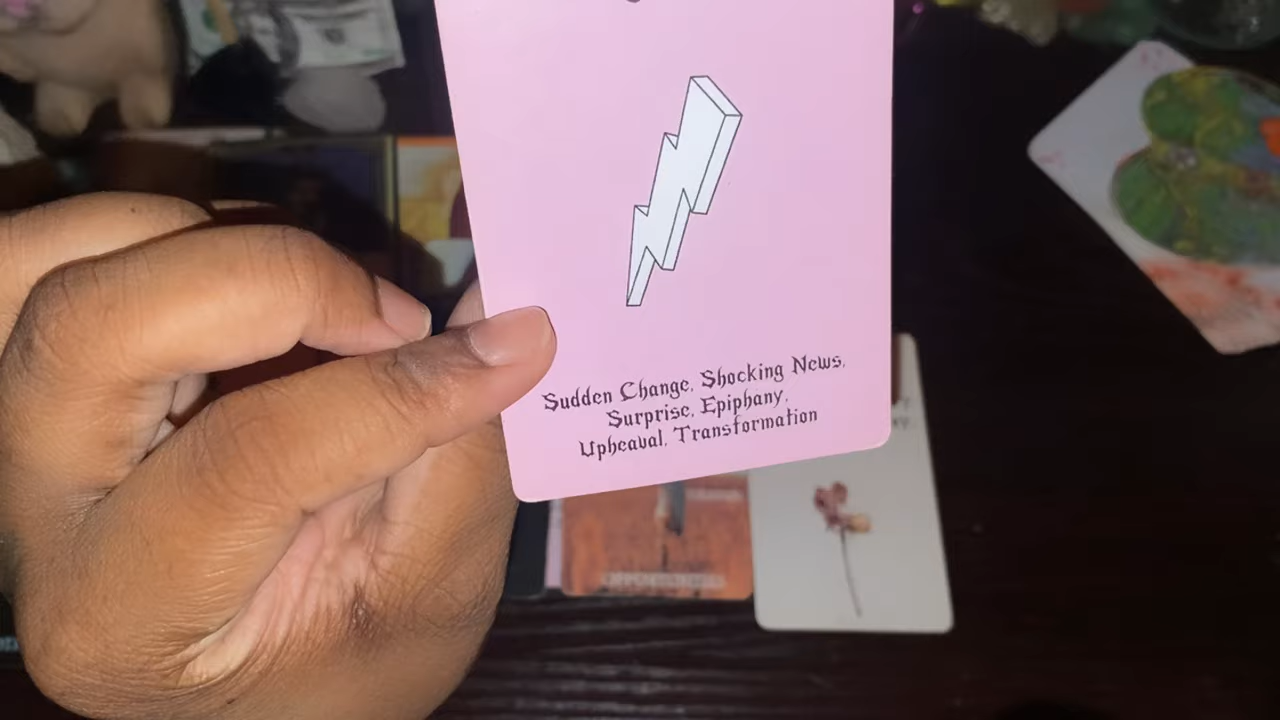 Sudden Change, Shocking News,
Surprise, Epiphany,
Upheaval, Transformation